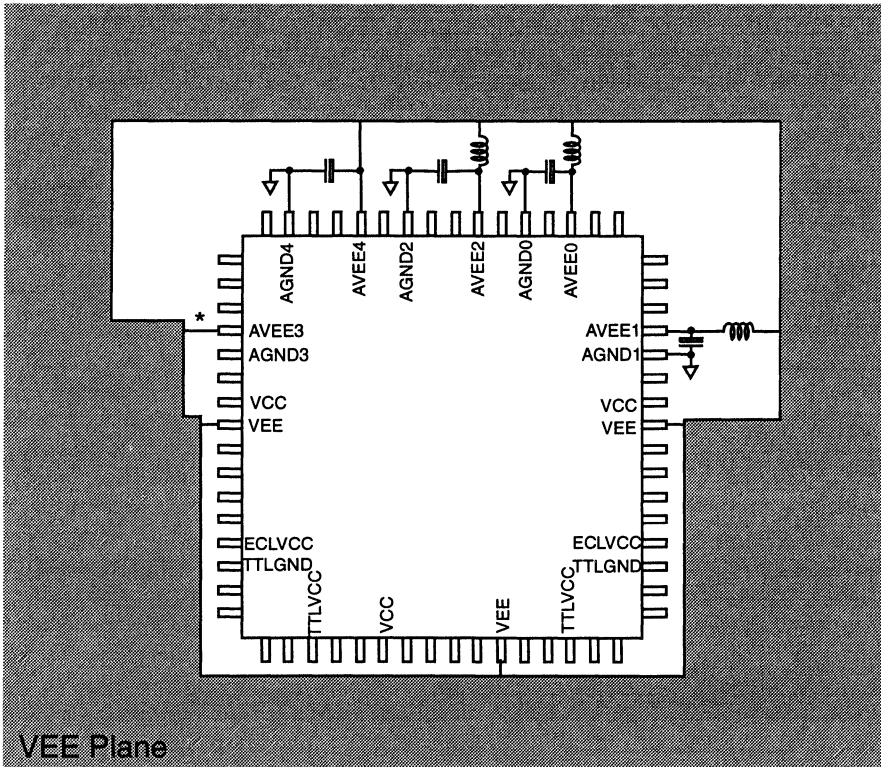 AGND4
AVEE4
AGND2
AVEE2
AGND0
AVEE0
*
AVEE3
AGND3
VCC
VEE
AVEE1
AGND1
VCC
VEE
ECLVCC
TTLGND
ECLVCC
TTLGND
TTLVCC
VCC
VEE
TTLVCC
VEE Plane